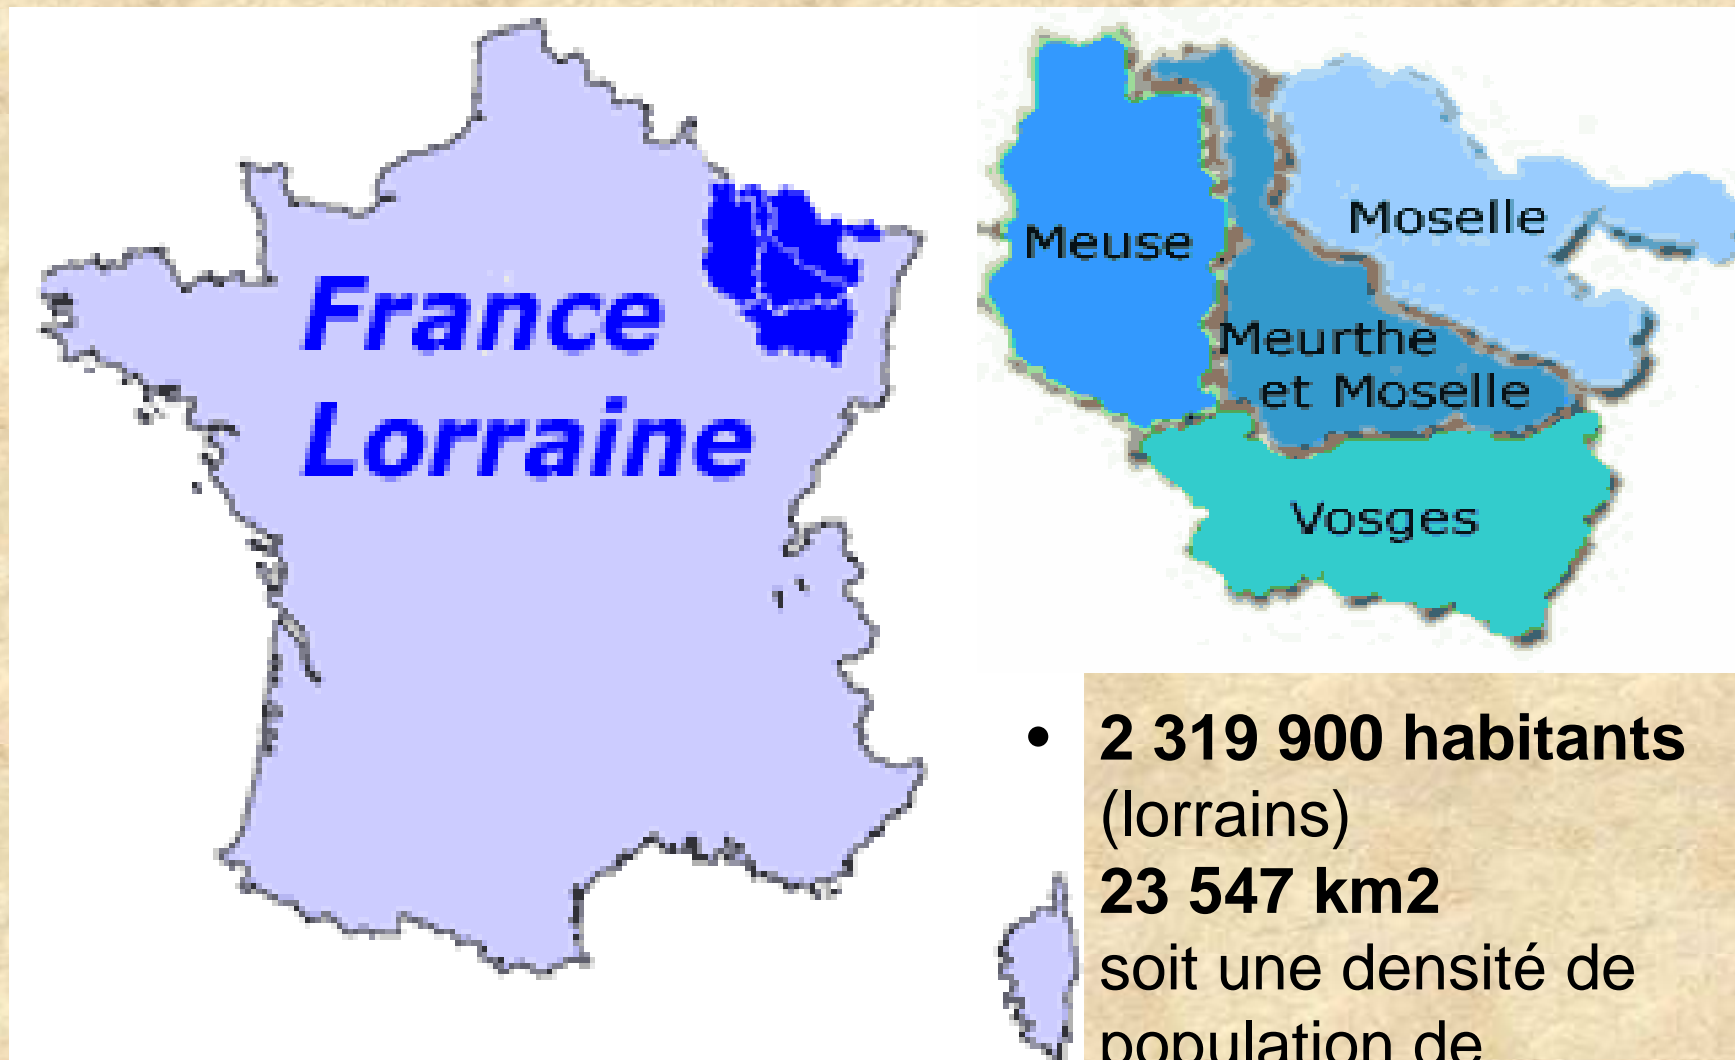 France
Lorraine
Meuse
Moselle
Meurthe
et Moselle
Vosges
• 2 319 900 habitants
(lorrains)
23 547 km2
soit une densité de
population de